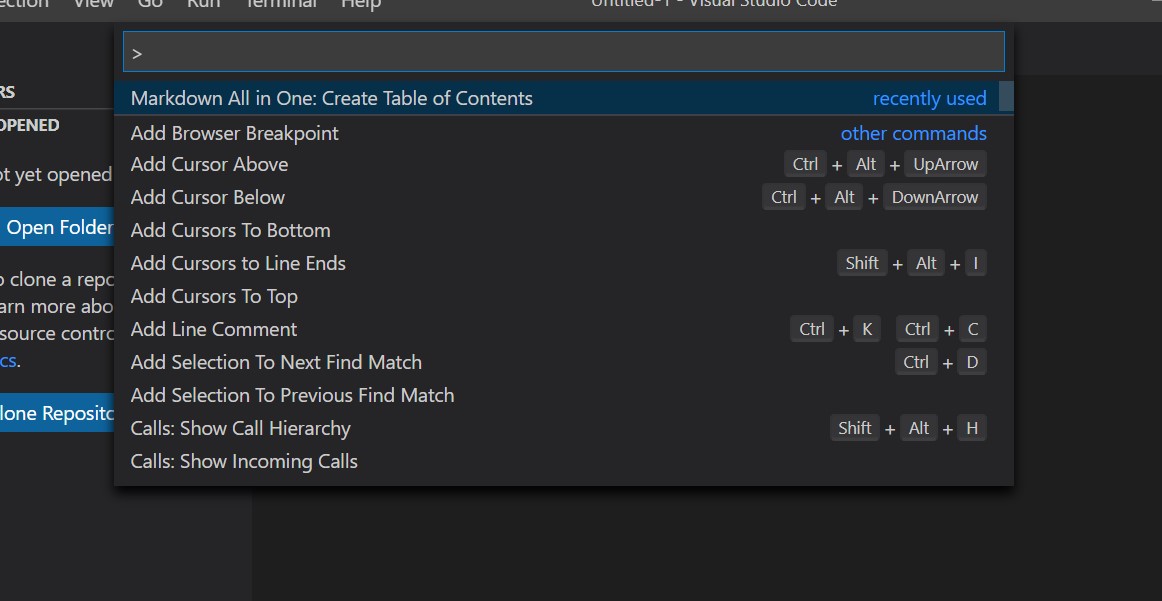 View Go Run Terminal Help Untitled-1 - Visual Studio Code
>
RS
Markdown All in One: Create Table of Contents recently used
OPENED
Add Browser Breakpoint other commands
Add Cursor Above Ctrl + Alt + UpArrow
ot yet opened
Add Cursor Below Ctrl + Alt + DownArrow
Open Folder
Add Cursors To Bottom
Add Cursors to Line Ends Shift + Alt + I
o clone a repo
Add Cursors To Top
arn more abo
Add Line Comment Ctrl + K Ctrl + C
source contro
Add Selection To Next Find Match Ctrl + D
cs.
Add Selection To Previous Find Match
lone Reposito
Calls: Show Call Hierarchy Shift + Alt + H
Calls: Show Incoming Calls